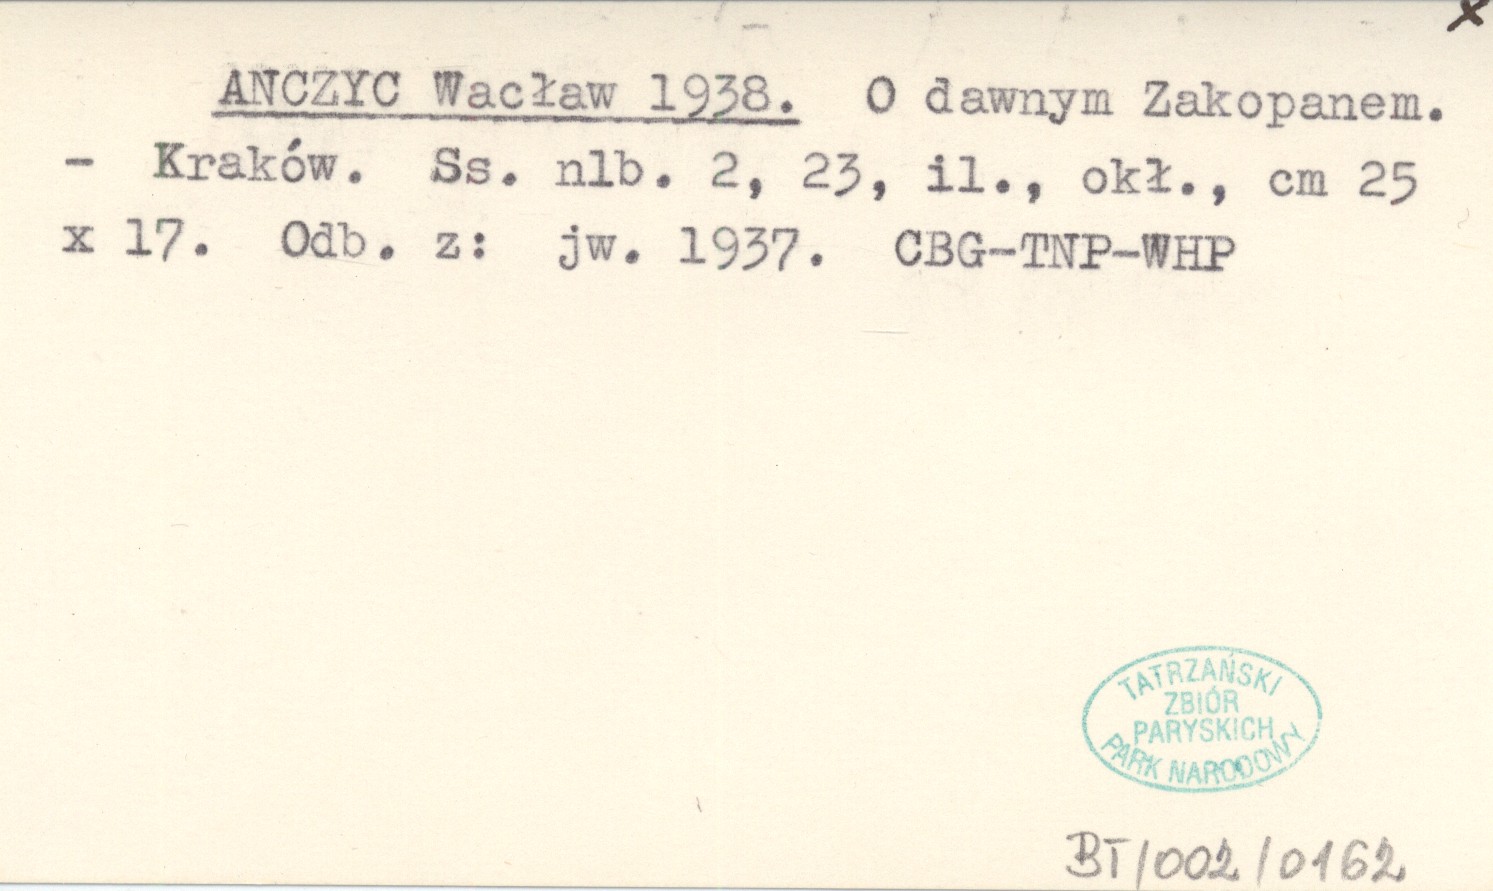 x
ANCZYC Wacław 1938. O dawnym Zakopanem.
- Kraków. Ss. nlb. 2, 23, il., okł., cm 25
x 17. Odb. z: jw. 1937. CBG-TNP-WHP
TATRZAŃSKI
ZBIÓR
PARYSKICH
PARK NARODOWY
BT/002/0162